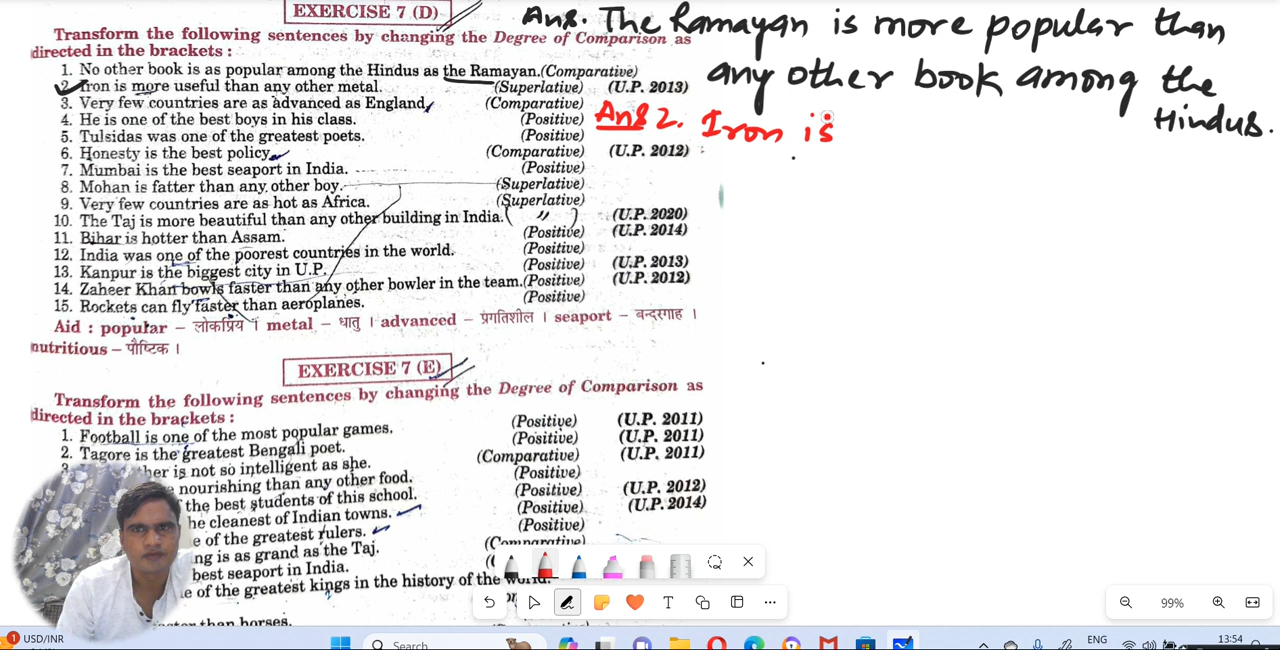 EXERCISE 7 (D)
Transform the following sentences by changing the Degree of Comparison as
directed in the brackets :
1. No other book is as popular among the Hindus as the Ramayan.(Comparative)
2. Iron is more useful than any other metal. (Superlative) (U.P. 2013)
3. Very few countries are as advanced as England. (Comparative)
4. He is one of the best boys in his class. (Positive)
5. Tulsidas was one of the greatest poets. (Positive)
6. Honesty is the best policy. (Comparative) (U.P. 2012)
7. Mumbai is the best seaport in India. (Positive)
8. Mohan is fatter than any other boy. (Superlative)
9. Very few countries are as hot as Africa. (Superlative)
10. The Taj is more beautiful than any other building in India. ( " ) (U.P. 2020)
11. Bihar is hotter than Assam. (Positive) (U.P. 2014)
12. India was one of the poorest countries in the world. (Positive)
13. Kanpur is the biggest city in U.P. (Positive) (U.P. 2013)
14. Zaheer Khan bowls faster than any other bowler in the team.(Positive) (U.P. 2012)
15. Rockets can fly faster than aeroplanes. (Positive)
Aid : popular – लोकप्रिय । metal – धातु । advanced – प्रगतिशील । seaport – बन्दरगाह ।
nutritious – पौष्टिक ।
EXERCISE 7 (E)
Transform the following sentences by changing the Degree of Comparison as
directed in the brackets :
1. Football is one of the most popular games. (Positive) (U.P. 2011)
2. Tagore is the greatest Bengali poet. (Positive) (U.P. 2011)
3. her is not so intelligent as she. (Comparative) (U.P. 2011)
nourishing than any other food. (Positive)
the best students of this school. (Positive) (U.P. 2012)
he cleanest of Indian towns. (Positive) (U.P. 2014)
e of the greatest rulers. (Positive)
ng is as grand as the Taj. (Comparative)
best seaport in India.
e of the greatest kings in the history of the world.
than horses.
Ans. The Ramayan is more popular than
any other book among the
Hindus.
Ans 2. Iron is
99%
1 USD/INR
Search
ENG
13:54